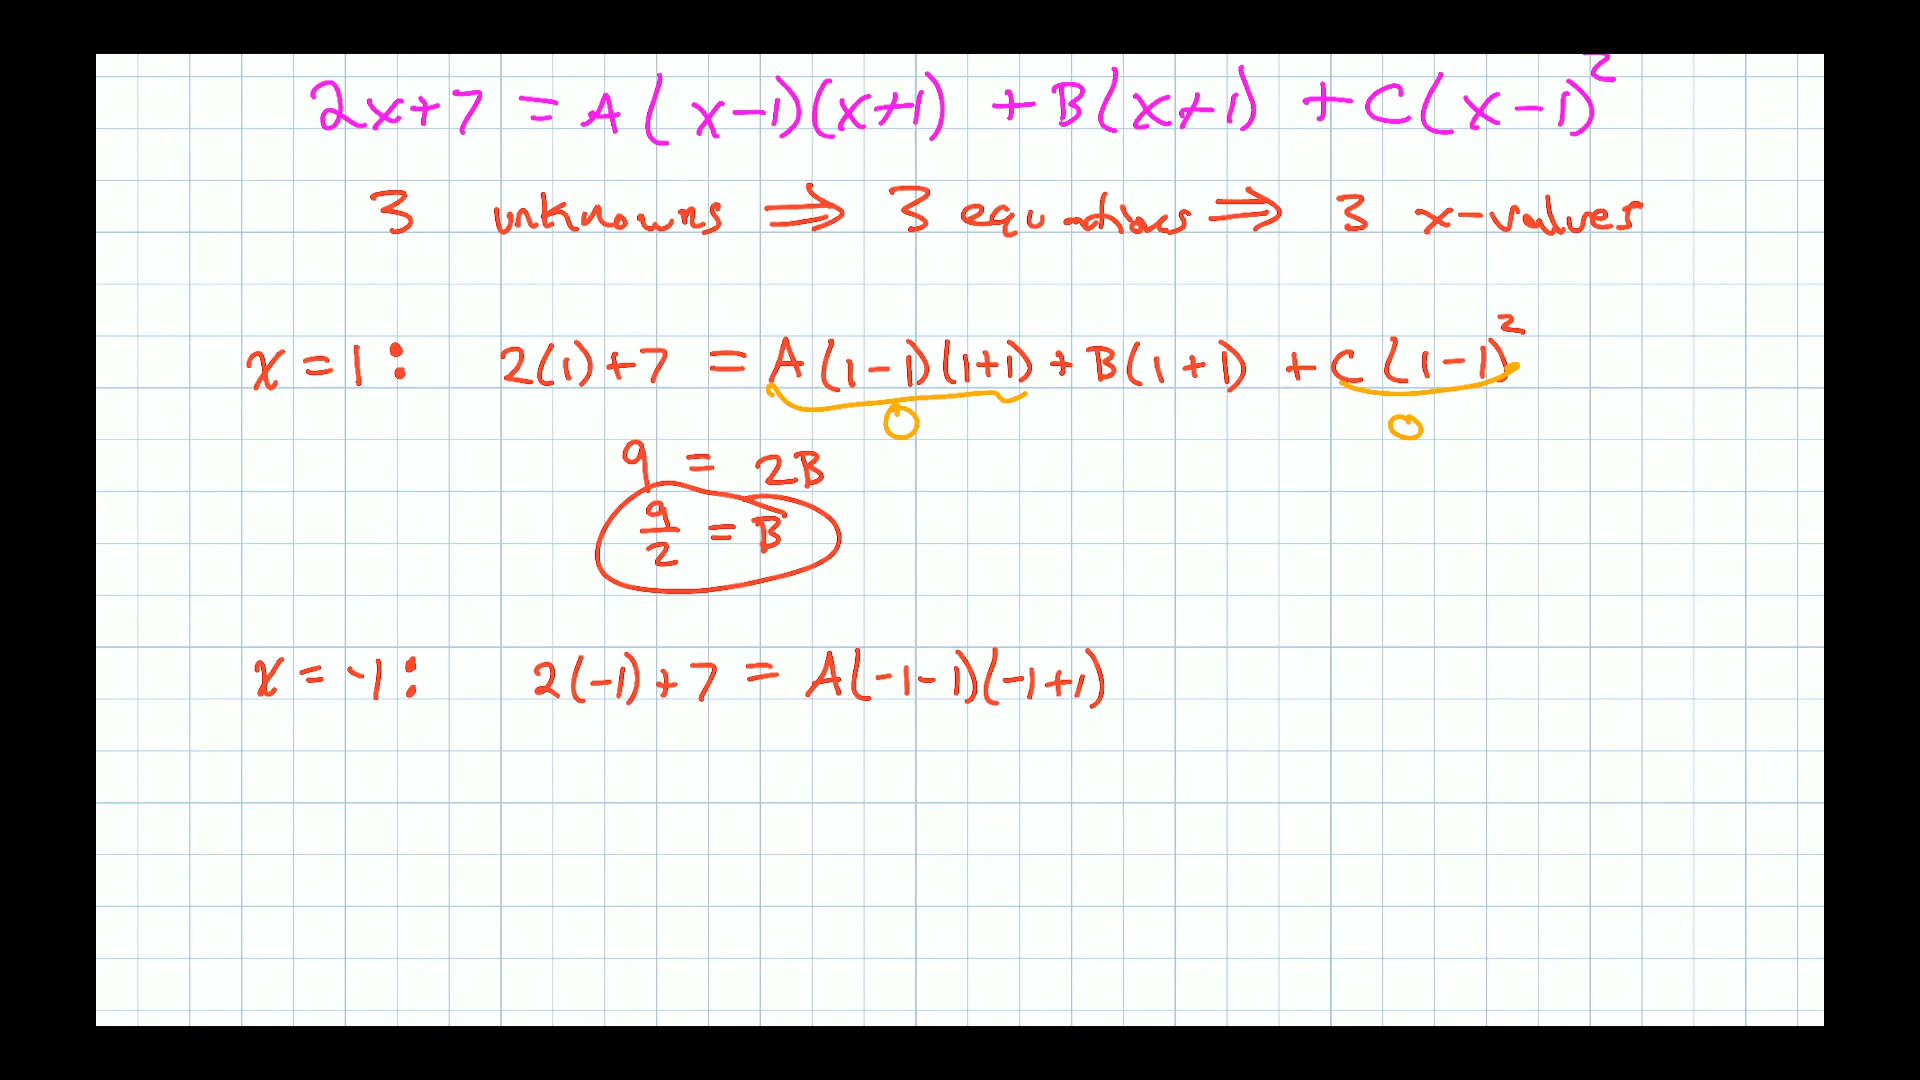 2x+7 = A(x-1)(x+1) + B(x+1) + C(x-1)²
3 unknowns ⇒ 3 equations ⇒ 3 x-values
x = 1: 2(1)+7 = A(1-1)(1+1) + B(1+1) + C(1-1)²
0 0
9 = 2B
9/2 = B
x = -1: 2(-1)+7 = A(-1-1)(-1+1)